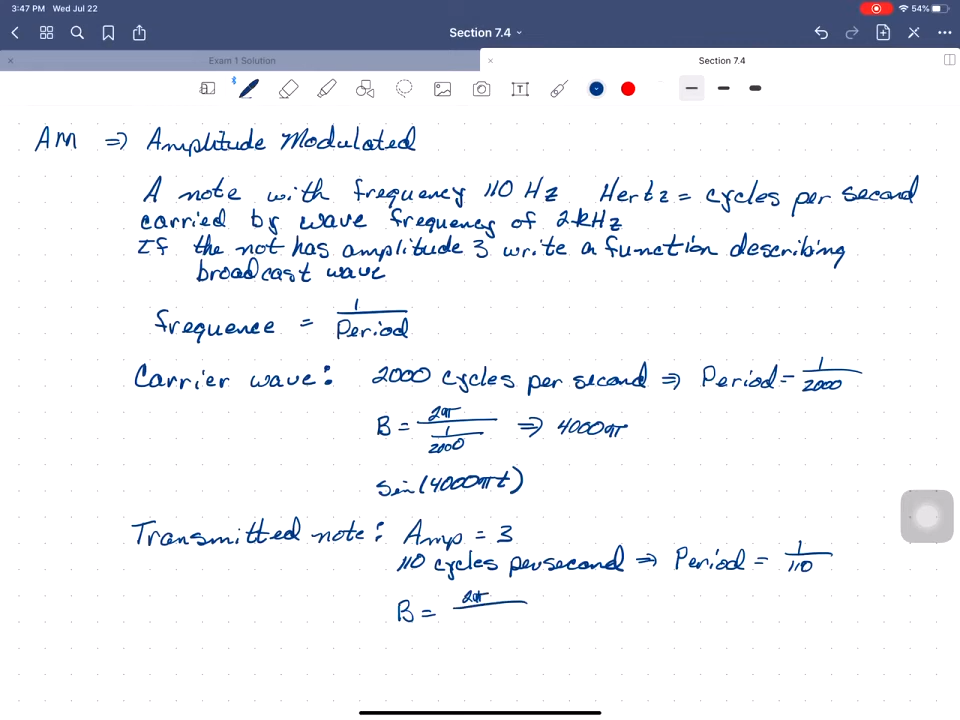 3:47 PM Wed Jul 22
54%
Section 7.4
Exam 1 Solution
Section 7.4
AM ⇒ Amplitude Modulated
A note with frequency 110 Hz Hertz = cycles per second
carried by wave frequency of 2kHz
If the not has amplitude 3 write a function describing
broadcast wave
frequence = 1/Period
Carrier wave: 2000 cycles per second ⇒ Period = 1/2000
B = 2π/(1/2000) ⇒ 4000π
sin(4000πt)
Transmitted note: Amp = 3
110 cycles per second ⇒ Period = 1/110
B = 2π/